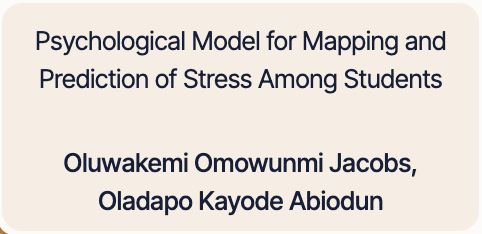 Psychological Model for Mapping and
Prediction of Stress Among Students
Oluwakemi Omowunmi Jacobs,
Oladapo Kayode Abiodun